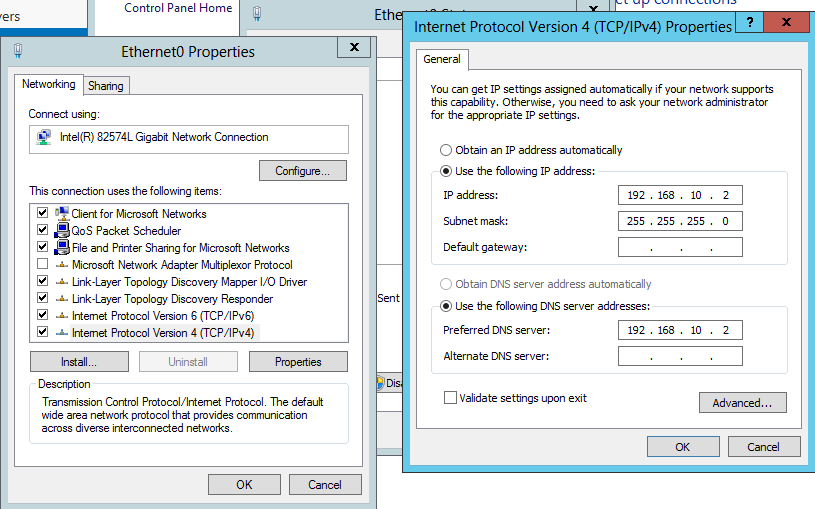 vers
Control Panel Home
et up connections
Ethernet0 Properties
X
Networking
Sharing
Connect using:
Intel(R) 82574L Gigabit Network Connection
Configure...
This connection uses the following items:
Client for Microsoft Networks
QoS Packet Scheduler
File and Printer Sharing for Microsoft Networks
Microsoft Network Adapter Multiplexor Protocol
Link-Layer Topology Discovery Mapper I/O Driver
Link-Layer Topology Discovery Responder
Internet Protocol Version 6 (TCP/IPv6)
Internet Protocol Version 4 (TCP/IPv4)
Install...
Uninstall
Properties
Description
Transmission Control Protocol/Internet Protocol. The default
wide area network protocol that provides communication
across diverse interconnected networks.
OK
Cancel
Sent
Disa
Internet Protocol Version 4 (TCP/IPv4) Properties
?
X
General
You can get IP settings assigned automatically if your network supports
this capability. Otherwise, you need to ask your network administrator
for the appropriate IP settings.
Obtain an IP address automatically
Use the following IP address:
IP address:
192 . 168 . 10 . 2
Subnet mask:
255 . 255 . 255 . 0
Default gateway:
. . .
Obtain DNS server address automatically
Use the following DNS server addresses:
Preferred DNS server:
192 . 168 . 10 . 2
Alternate DNS server:
. . .
Validate settings upon exit
Advanced...
OK
Cancel